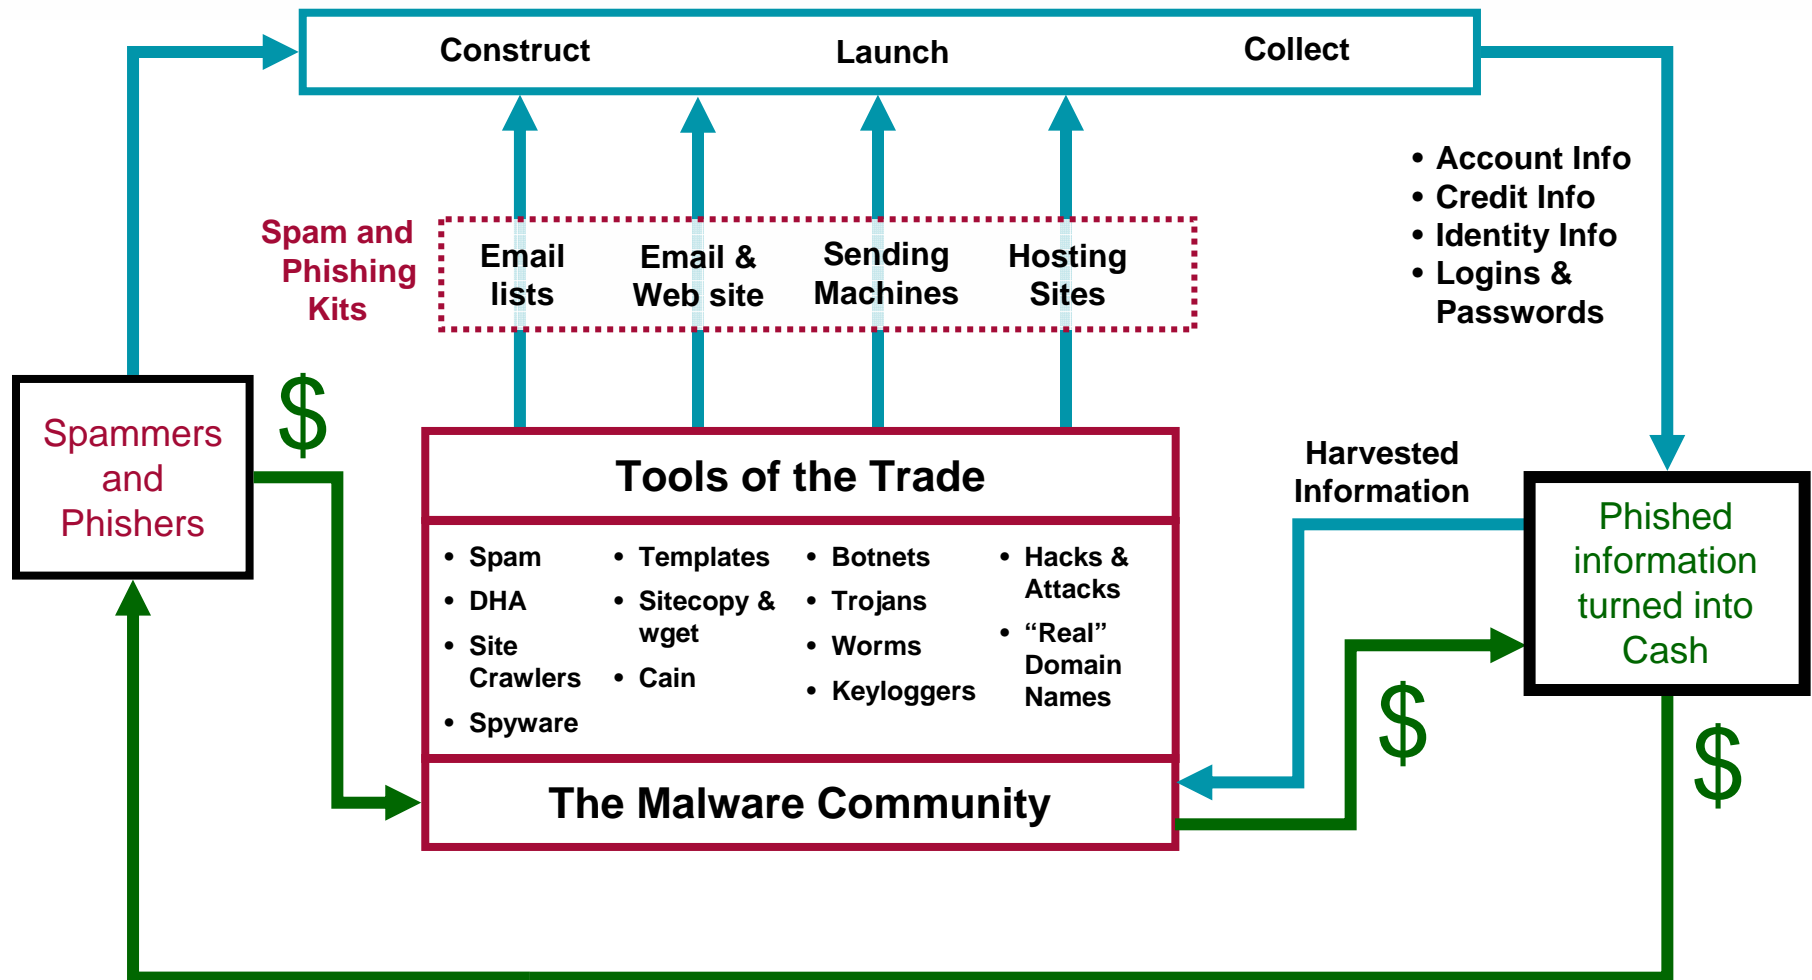 Construct
Launch
Collect
• Account Info
• Credit Info
• Identity Info
• Logins &
Passwords
Spam and
Phishing
Kits
Email
lists
Email &
Web site
Sending
Machines
Hosting
Sites
Spammers
and
Phishers
$
Tools of the Trade
• Spam
• DHA
• Site
Crawlers
• Spyware
• Templates
• Sitecopy &
wget
• Cain
• Botnets
• Trojans
• Worms
• Keyloggers
• Hacks &
Attacks
• “Real”
Domain
Names
The Malware Community
Harvested
Information
Phished
information
turned into
Cash
$
$